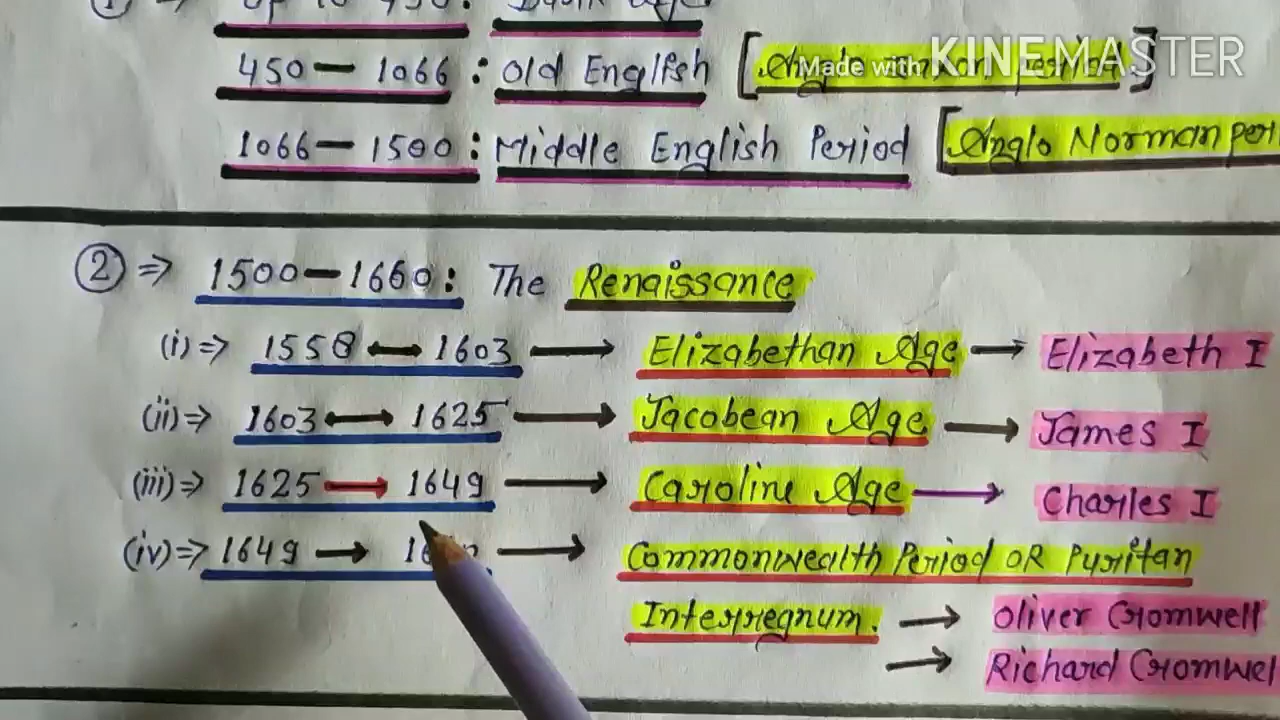 450 — 1066 : Old English [
Made with KINEMASTER
1066 — 1500 : Middle English Period [Anglo Norman peri
② ⇒ 1500 — 1660 : The Renaissance
(i) ⇒ 1558 ↔ 1603 → Elizabethan Age → Elizabeth I
(ii) ⇒ 1603 ↔ 1625 → Jacobean Age → James I
(iii) ⇒ 1625 → 1649 → Caroline Age → Charles I
(iv) ⇒ 1649 → → Commonwealth Period OR Puritan
Interregnum. → Oliver Cromwell
→ Richard Cromwel